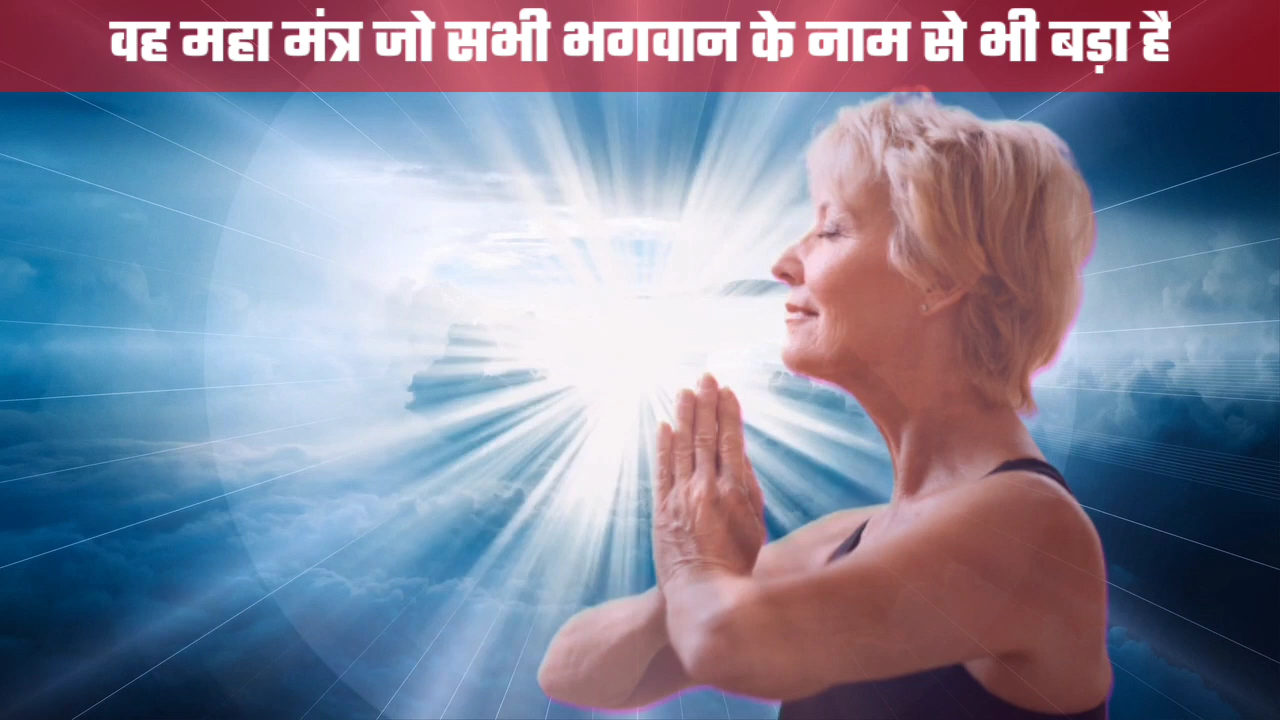 वह महा मंत्र जो सभी भगवान के नाम से भी बड़ा है